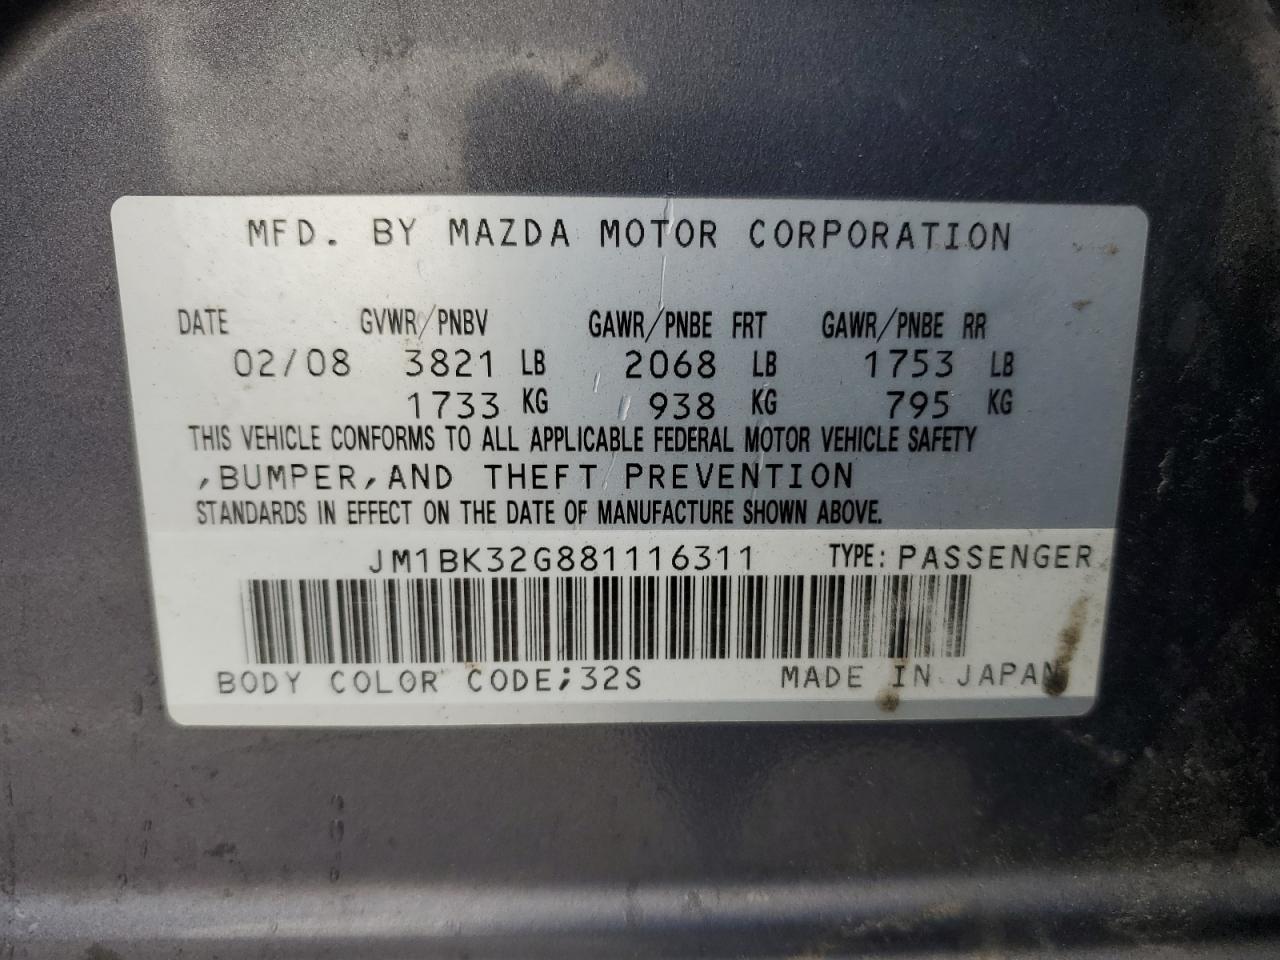 MFD. BY MAZDA MOTOR CORPORATION
DATE GVWR/PNBV GAWR/PNBE FRT GAWR/PNBE RR
02/08 3821 LB 2068 LB 1753 LB
1733 KG 938 KG 795 KG
THIS VEHICLE CONFORMS TO ALL APPLICABLE FEDERAL MOTOR VEHICLE SAFETY
,BUMPER,AND THEFT PREVENTION
STANDARDS IN EFFECT ON THE DATE OF MANUFACTURE SHOWN ABOVE.
JM1BK32G881116311 TYPE: PASSENGER
BODY COLOR CODE;32S MADE IN JAPAN